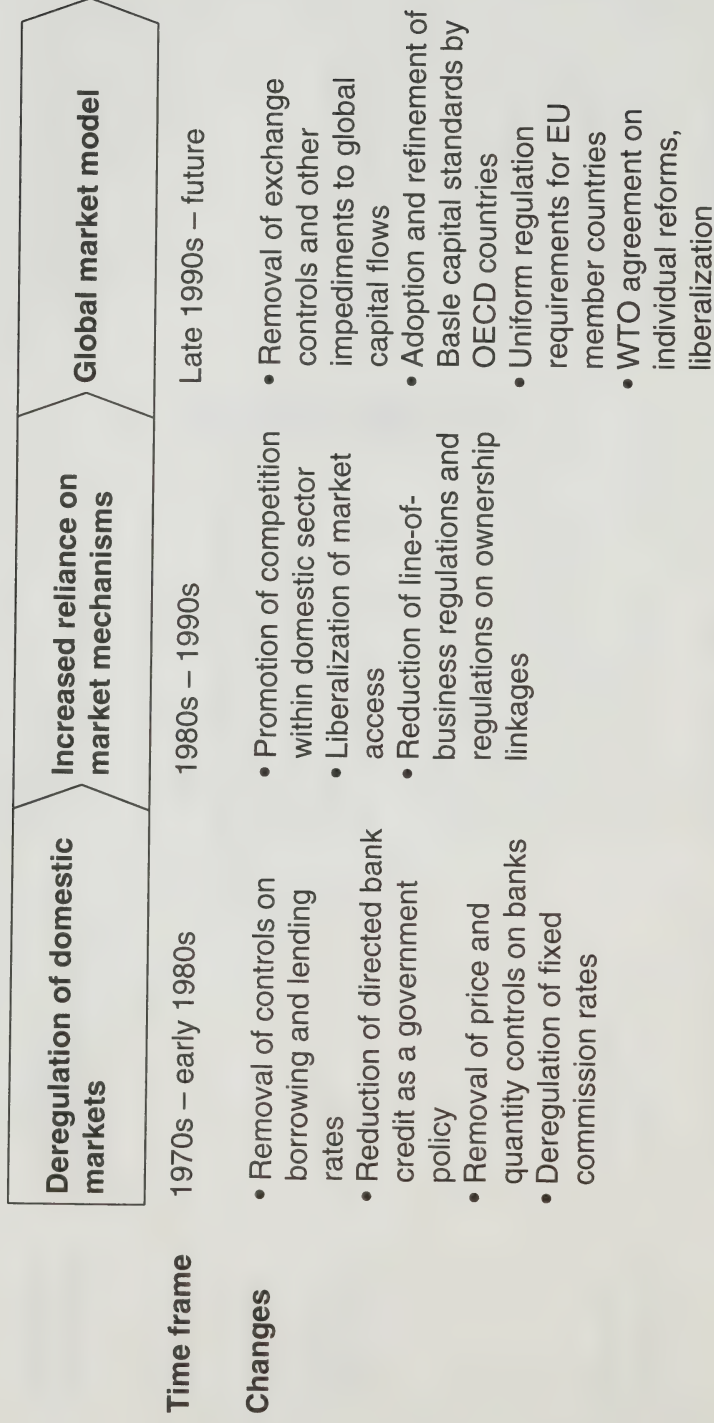 Deregulation of domestic
markets
Increased reliance on
market mechanisms
Global market model
Time frame
1970s – early 1980s
1980s – 1990s
Late 1990s – future
Changes
• Removal of controls on
borrowing and lending
rates
• Reduction of directed bank
credit as a government
policy
• Removal of price and
quantity controls on banks
• Deregulation of fixed
commission rates
• Promotion of competition
within domestic sector
• Liberalization of market
access
• Reduction of line-of-
business regulations and
regulations on ownership
linkages
• Removal of exchange
controls and other
impediments to global
capital flows
• Adoption and refinement of
Basle capital standards by
OECD countries
• Uniform regulation
requirements for EU
member countries
• WTO agreement on
individual reforms,
liberalization